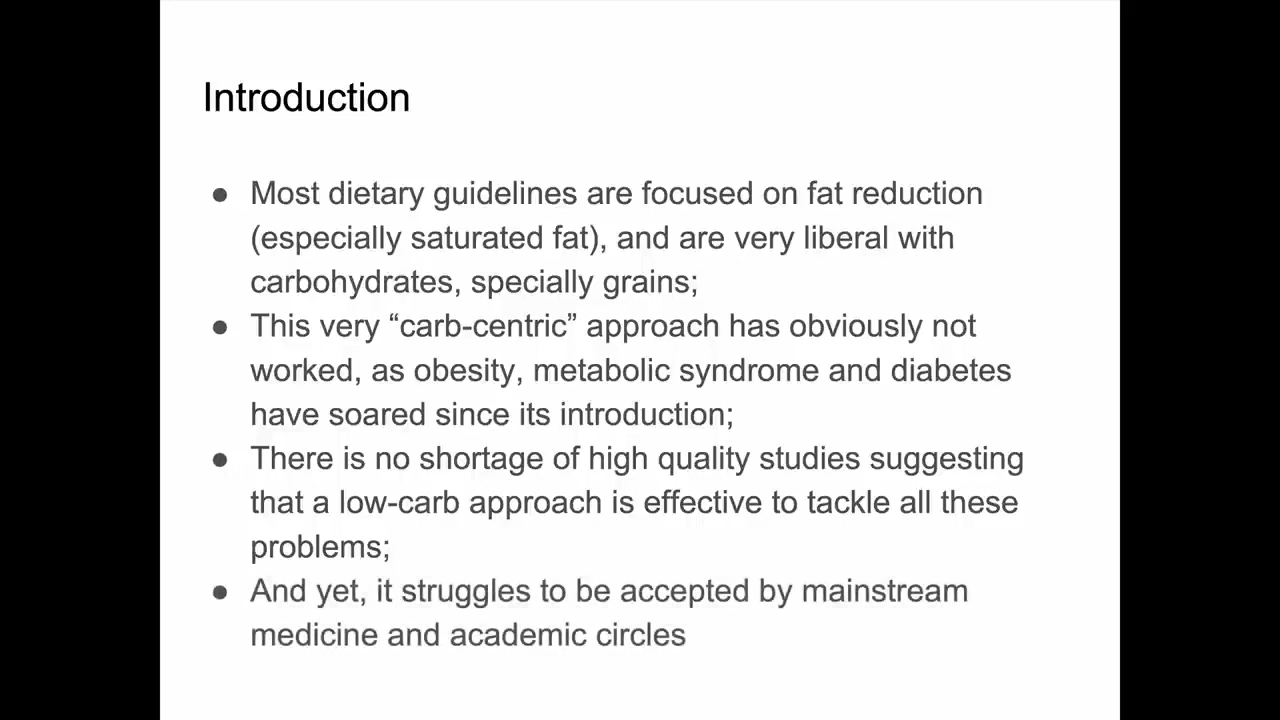 Introduction
● Most dietary guidelines are focused on fat reduction
(especially saturated fat), and are very liberal with
carbohydrates, specially grains;
● This very “carb-centric” approach has obviously not
worked, as obesity, metabolic syndrome and diabetes
have soared since its introduction;
● There is no shortage of high quality studies suggesting
that a low-carb approach is effective to tackle all these
problems;
● And yet, it struggles to be accepted by mainstream
medicine and academic circles